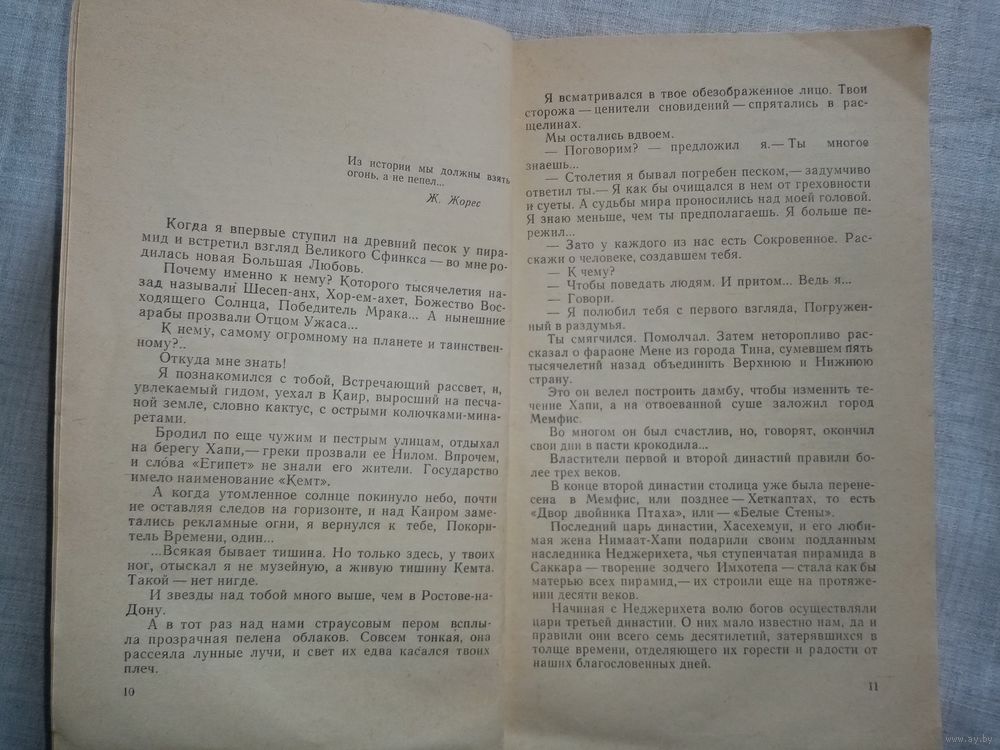 Из истории мы должны взять
огонь, а не пепел...
Ж. Жорес
Когда я впервые ступил на древний песок у пира-
мид и встретил взгляд Великого Сфинкса — во мне ро-
дилась новая Большая Любовь.
Почему именно к нему? Которого тысячелетия на-
зад называли Шесеп-анх, Хор-ем-ахет, Божество Вос-
ходящего Солнца, Победитель Мрака... А нынешние
арабы прозвали Отцом Ужаса...
К нему, самому огромному на планете и таинствен-
ному?..
Откуда мне знать!
Я познакомился с тобой, Встречающий рассвет, и,
увлекаемый гидом, уехал в Каир, выросший на песча-
ной земле, словно кактус, с острыми колючками-мина-
ретами.
Бродил по еще чужим и пестрым улицам, отдыхал
на берегу Хапи,— греки прозвали ее Нилом. Впрочем,
и слова «Египет» не знали его жители. Государство
имело наименование «Кемт».
А когда утомленное солнце покинуло небо, почти
не оставляя следов на горизонте, и над Каиром заме-
тались рекламные огни, я вернулся к тебе, Покори-
тель Времени, один...
...Всякая бывает тишина. Но только здесь, у твоих
ног, отыскал я не музейную, а живую тишину Кемта.
Такой — нет нигде.
И звезды над тобой много выше, чем в Ростове-на-
Дону.
А в тот раз над нами страусовым пером всплы-
ла прозрачная пелена облаков. Совсем тонкая, она
рассеяла лунные лучи, и свет их едва касался твоих
плеч.
10
Я всматривался в твое обезображенное лицо. Твои
сторожа — ценители сновидений — спрятались в рас-
щелинах.
Мы остались вдвоем.
— Поговорим? — предложил я.— Ты многое
знаешь...
— Столетия я бывал погребен песком,— задумчиво
ответил ты.— Я как бы очищался в нем от греховности
и суеты. А судьбы мира проносились над моей головой.
Я знаю меньше, чем ты предполагаешь. Я больше пе-
режил...
— Зато у каждого из нас есть Сокровенное. Рас-
скажи о человеке, создавшем тебя.
— К чему?
— Чтобы поведать людям. И притом... Ведь я...
— Говори.
— Я полюбил тебя с первого взгляда, Погружен-
ный в раздумья.
Ты смягчился. Помолчал. Затем неторопливо рас-
сказал о фараоне Мене из города Тина, сумевшем пять
тысячелетий назад объединить Верхнюю и Нижнюю
страну.
Это он велел построить дамбу, чтобы изменить те-
чение Хапи, а на отвоеванной суше заложил город
Мемфис.
Во многом он был счастлив, но, говорят, окончил
свои дни в пасти крокодила...
Властители первой и второй династий правили бо-
лее трех веков.
В конце второй династии столица уже была перене-
сена в Мемфис, или позднее — Хеткаптах, то есть
«Двор двойника Птаха», или — «Белые Стены».
Последний царь династии, Хасехемуи, и его люби-
мая жена Нимаат-Хапи подарили своим подданным
наследника Неджерихета, чья ступенчатая пирамида в
Саккара — творение зодчего Имхотепа — стала как бы
матерью всех пирамид,— их строили еще на протяже-
нии десяти веков.
Начиная с Неджерихета волю богов осуществляли
цари третьей династии. О них мало известно нам, да и
правили они всего семь десятилетий, затерявшихся в
толще времени, отделяющего их горести и радости от
наших благословенных дней.
11
www.ay.by